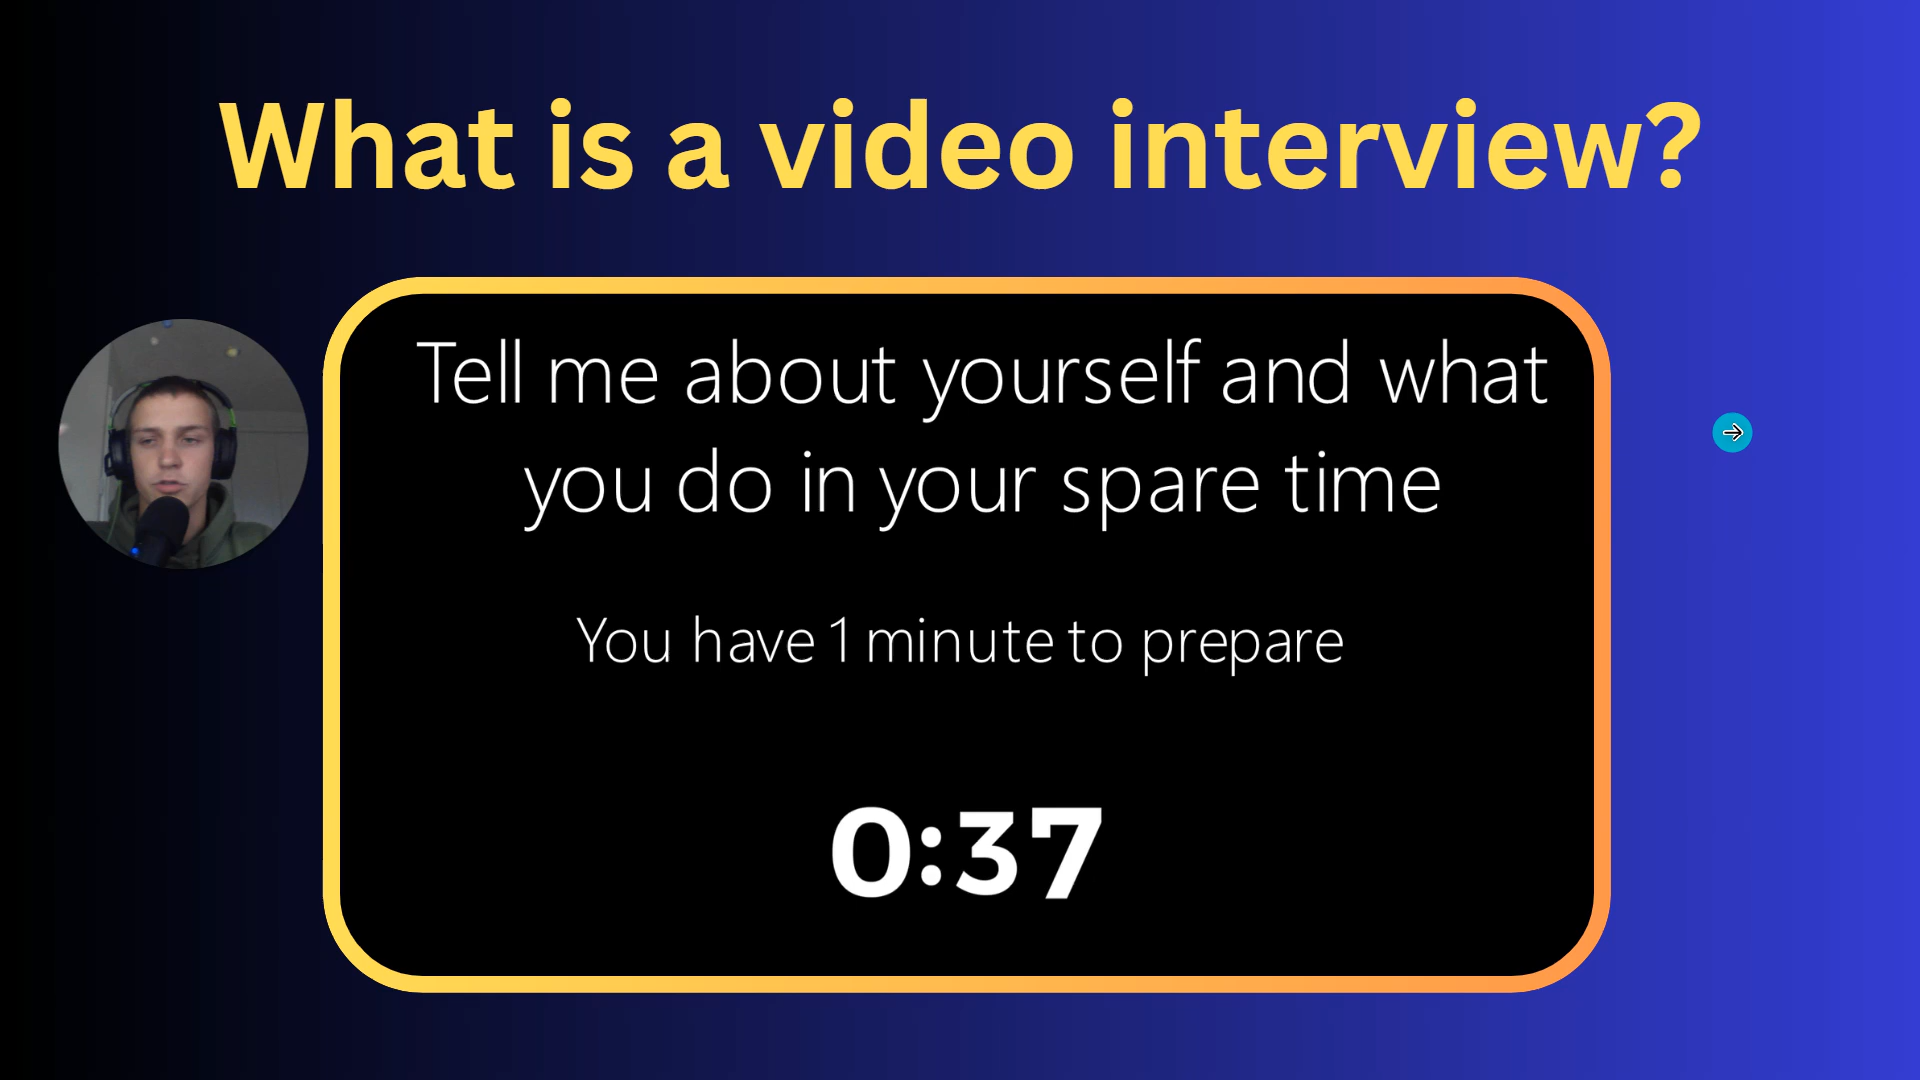 What is a video interview?
Tell me about yourself and what
you do in your spare time
You have 1 minute to prepare
0:37